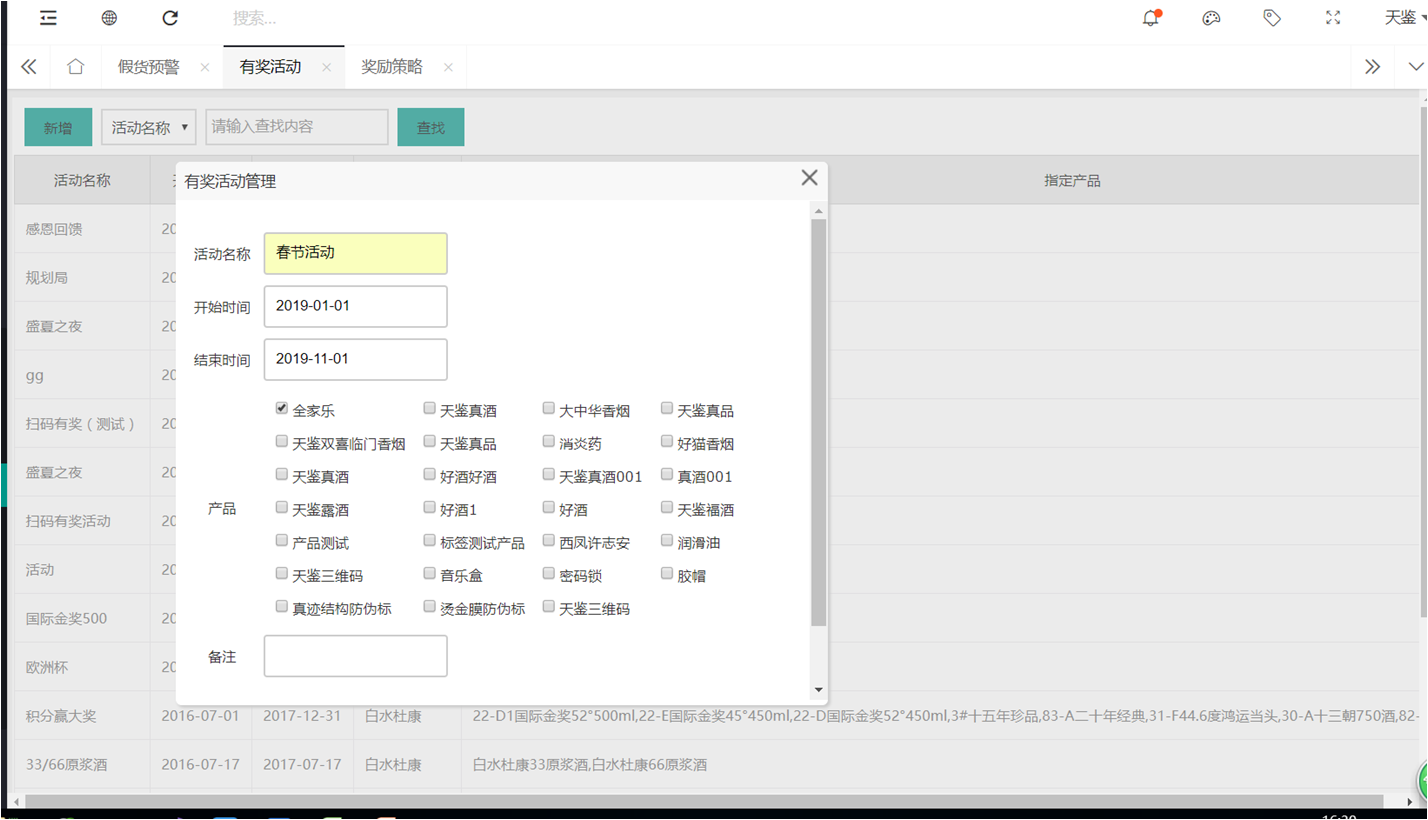 搜索...
天鉴
假货预警
有奖活动
奖励策略
新增 活动名称 请输入查找内容 查找
活动名称 指定产品
有奖活动管理
感恩回馈 20
规划局 20
盛夏之夜 20
gg 20
扫码有奖（测试） 20
盛夏之夜 20
扫码有奖活动 20
活动 20
国际金奖500 20
欧洲杯 20
活动名称 春节活动
开始时间 2019-01-01
结束时间 2019-11-01
产品
全家乐 天鉴真酒 大中华香烟 天鉴真品
天鉴双喜临门香烟 天鉴真品 消炎药 好猫香烟
天鉴真酒 好酒好酒 天鉴真酒001 真酒001
天鉴露酒 好酒1 好酒 天鉴福酒
产品测试 标签测试产品 西凤许志安 润滑油
天鉴三维码 音乐盒 密码锁 胶帽
真迹结构防伪标 烫金膜防伪标 天鉴三维码
备注
积分赢大奖 2016-07-01 2017-12-31 白水杜康 22-D1国际金奖52°500ml,22-E国际金奖45°450ml,22-D国际金奖52°450ml,3#十五年珍品,83-A二十年经典,31-F44.6度鸿运当头,30-A十三朝750酒,82-
33/66原浆酒 2016-07-17 2017-07-17 白水杜康 白水杜康33原浆酒,白水杜康66原浆酒